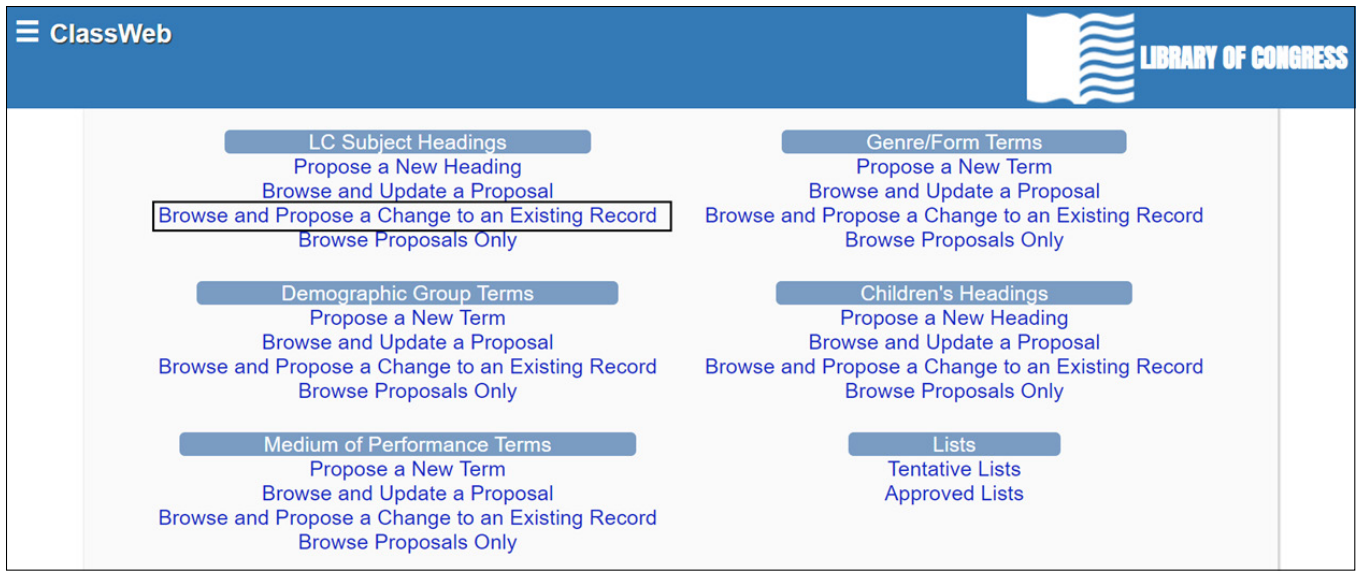 ☰ ClassWeb
LIBRARY OF CONGRESS
LC Subject Headings
Propose a New Heading
Browse and Update a Proposal
Browse and Propose a Change to an Existing Record
Browse Proposals Only
Genre/Form Terms
Propose a New Term
Browse and Update a Proposal
Browse and Propose a Change to an Existing Record
Browse Proposals Only
Demographic Group Terms
Propose a New Term
Browse and Update a Proposal
Browse and Propose a Change to an Existing Record
Browse Proposals Only
Children's Headings
Propose a New Heading
Browse and Update a Proposal
Browse and Propose a Change to an Existing Record
Browse Proposals Only
Medium of Performance Terms
Propose a New Term
Browse and Update a Proposal
Browse and Propose a Change to an Existing Record
Browse Proposals Only
Lists
Tentative Lists
Approved Lists